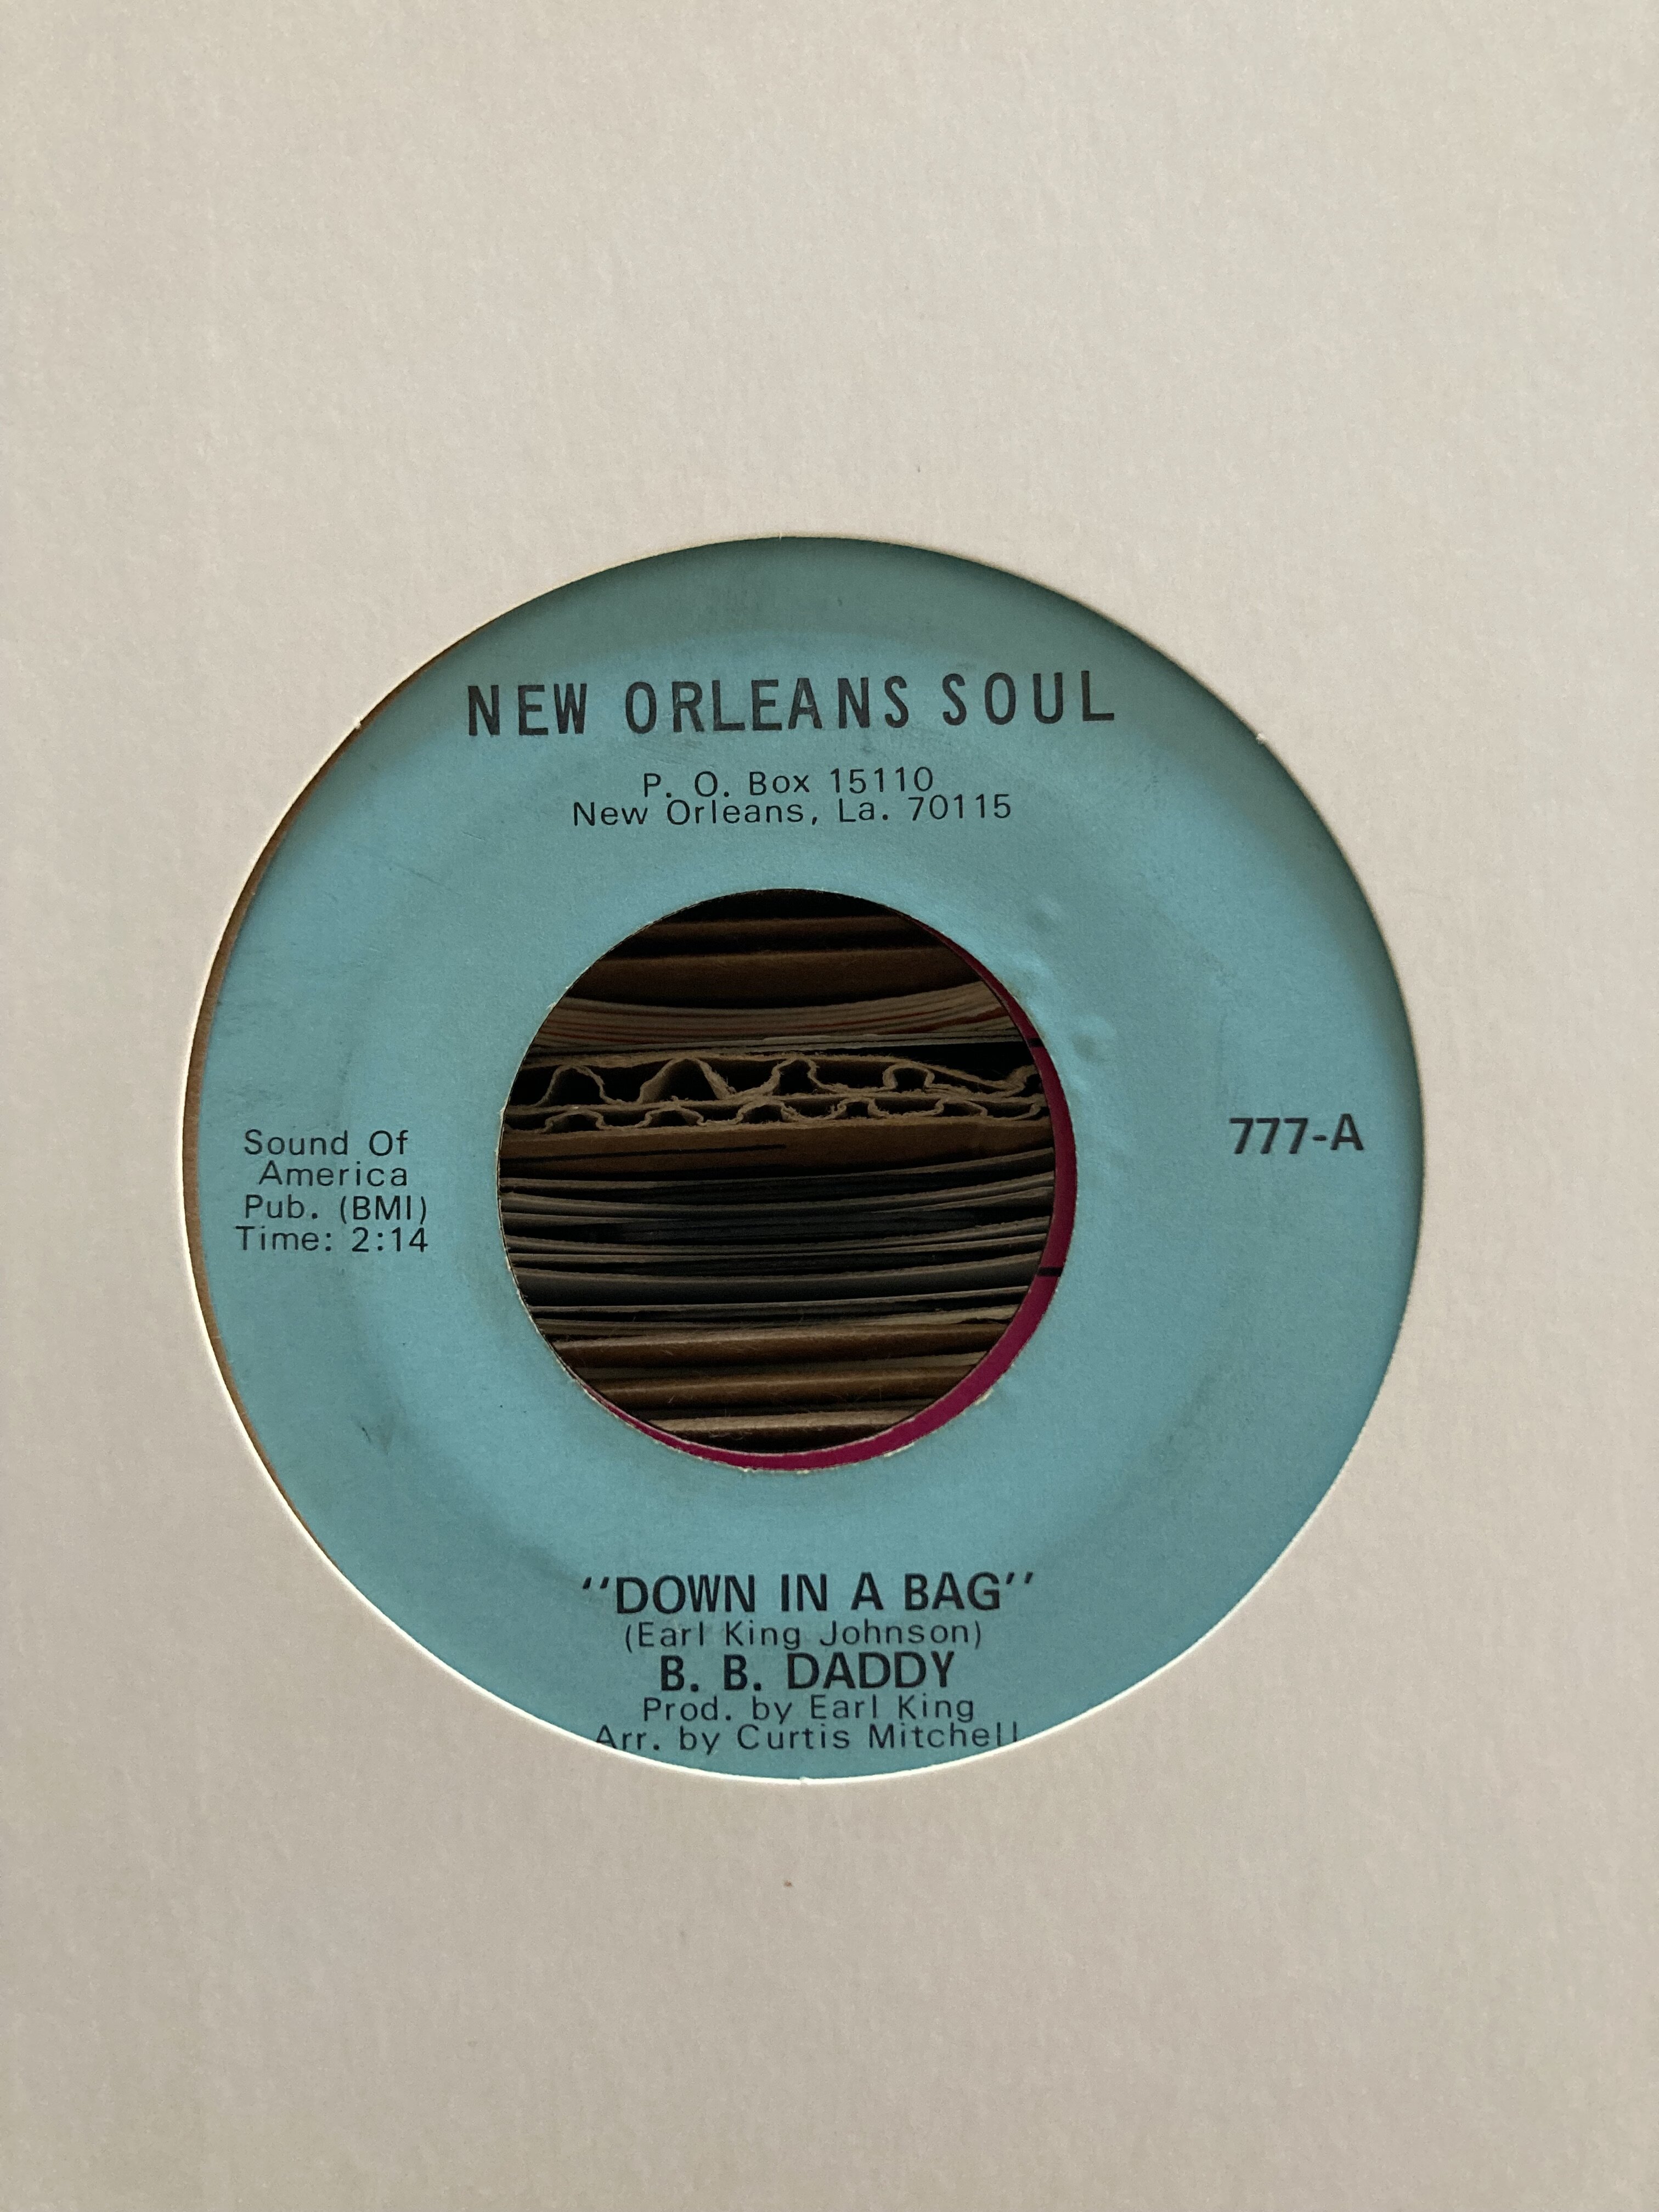 NEW ORLEANS SOUL
P. O. Box 15110
New Orleans, La. 70115
Sound Of
America
Pub. (BMI)
Time: 2:14
777-A
"DOWN IN A BAG"
(Earl King Johnson)
B. B. DADDY
Prod. by Earl King
Arr. by Curtis Mitchell